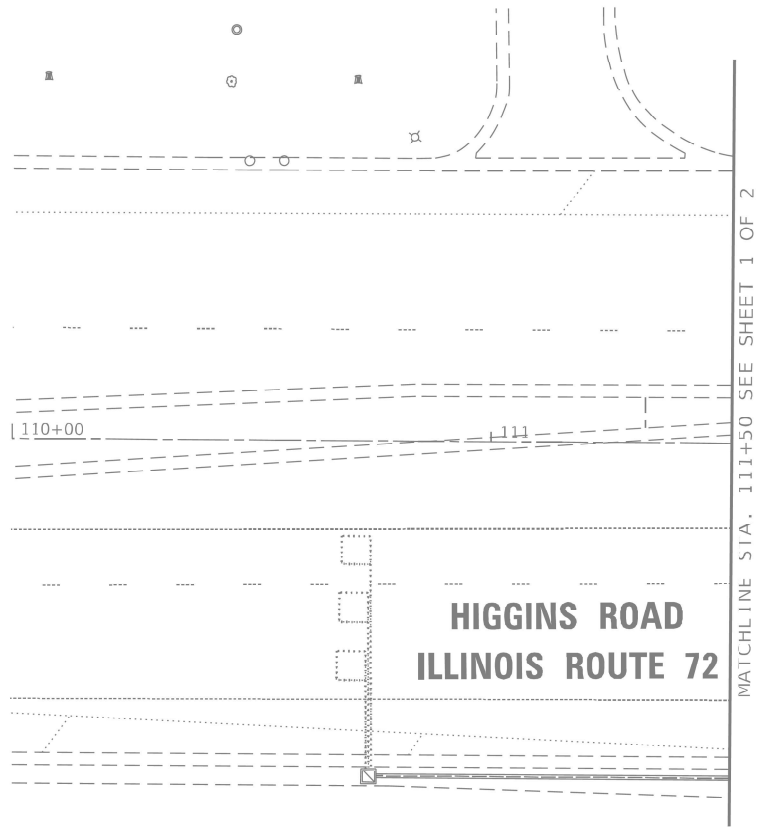 110+00
111
HIGGINS ROAD
ILLINOIS ROUTE 72
MATCHLINE STA. 111+50 SEE SHEET 1 OF 2